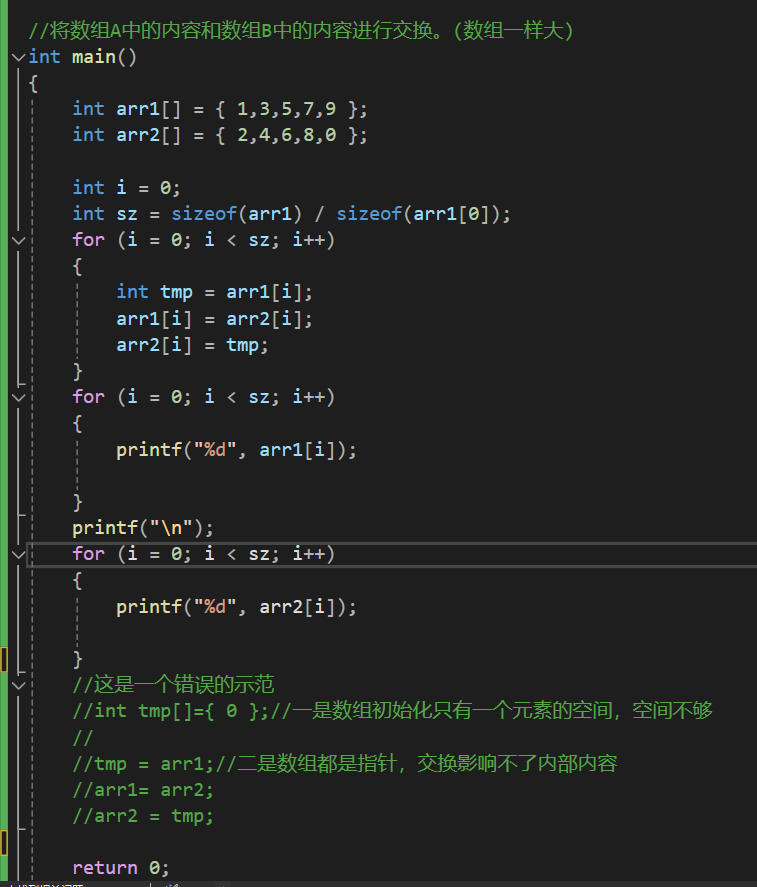 //将数组A中的内容和数组B中的内容进行交换。(数组一样大)
int main()
{
    int arr1[] = { 1,3,5,7,9 };
    int arr2[] = { 2,4,6,8,0 };
    int i = 0;
    int sz = sizeof(arr1) / sizeof(arr1[0]);
    for (i = 0; i < sz; i++)
    {
        int tmp = arr1[i];
        arr1[i] = arr2[i];
        arr2[i] = tmp;
    }
    for (i = 0; i < sz; i++)
    {
        printf("%d", arr1[i]);
    }
    printf("\n");
    for (i = 0; i < sz; i++)
    {
        printf("%d", arr2[i]);
    }
    //这是一个错误的示范
    //int tmp[]={ 0 };//一是数组初始化只有一个元素的空间，空间不够
    //
    //tmp = arr1;//二是数组都是指针，交换影响不了内部内容
    //arr1= arr2;
    //arr2 = tmp;
    return 0;